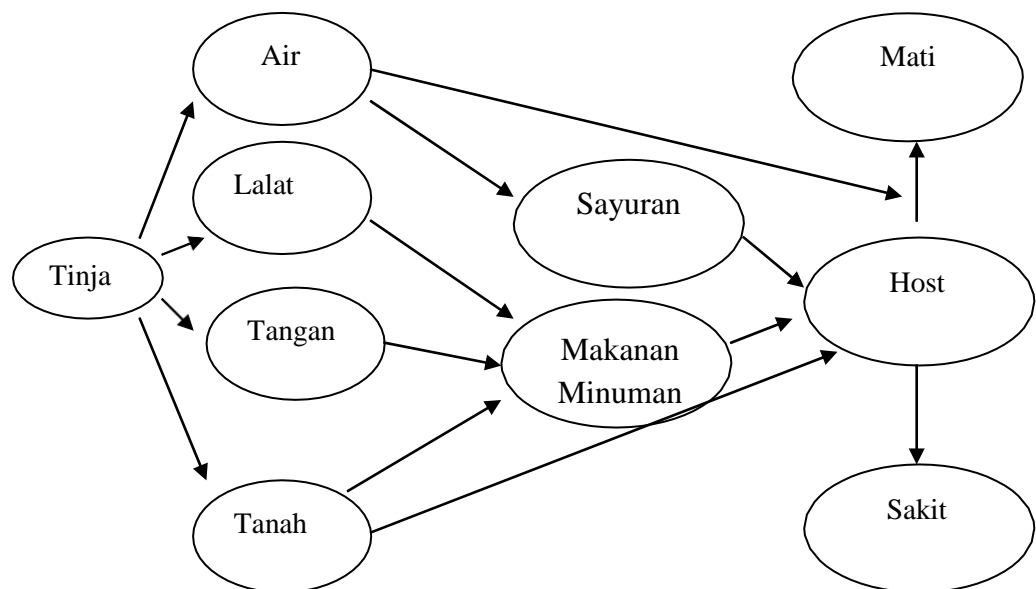 Air
Mati
Lalat
Sayuran
Tinja
Host
Tangan
Makanan
Minuman
Tanah
Sakit